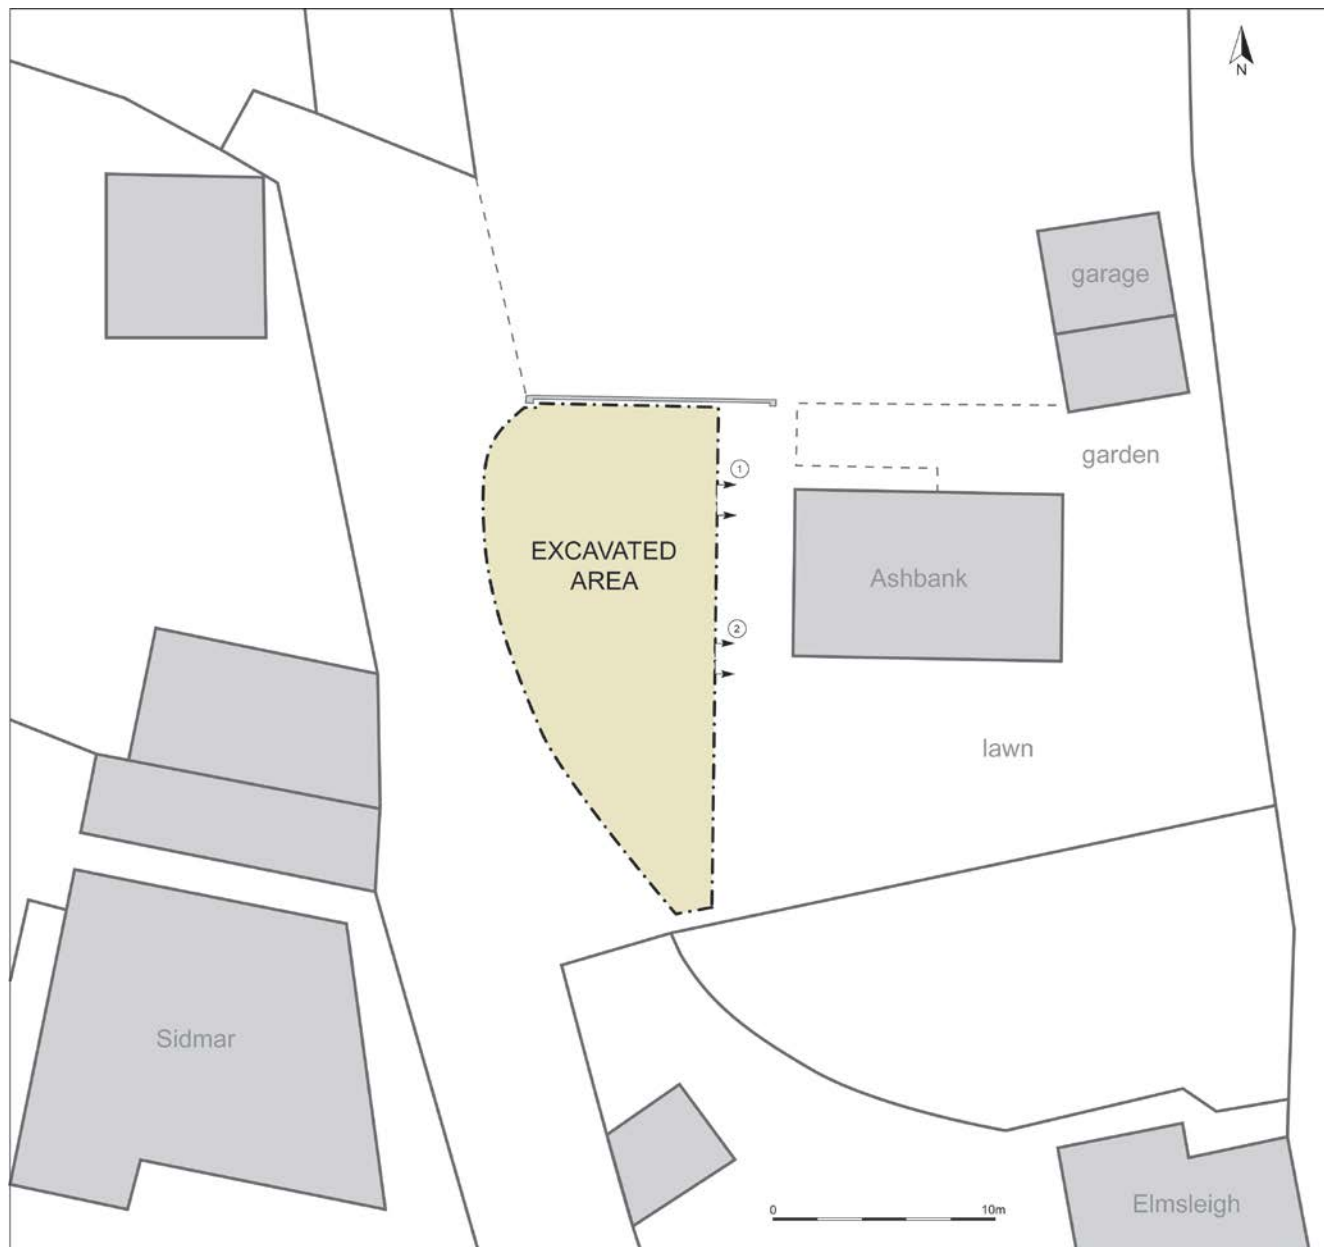 N
garage
garden
1
EXCAVATED
AREA
Ashbank
2
lawn
Sidmar
0 10m
Elmsleigh